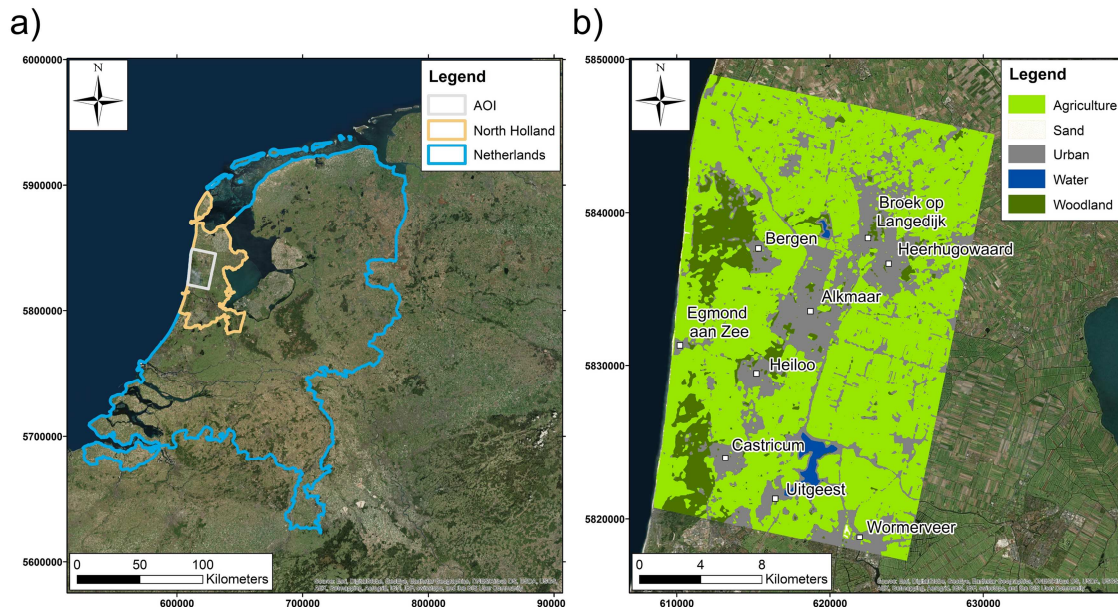 a)
6000000
5900000
5800000
5700000
5600000
600000
700000
800000
90000
N
Legend
AOI
North Holland
Netherlands
0 50 100
Kilometers
b)
5850000
5840000
5830000
5820000
610000
620000
630000
N
Legend
Agriculture
Sand
Urban
Water
Woodland
Broek op
Langedijk
Bergen
Heerhugowaard
Alkmaar
Egmond
aan Zee
Heiloo
Castricum
Uitgeest
Wormerveer
0 4 8
Kilometers